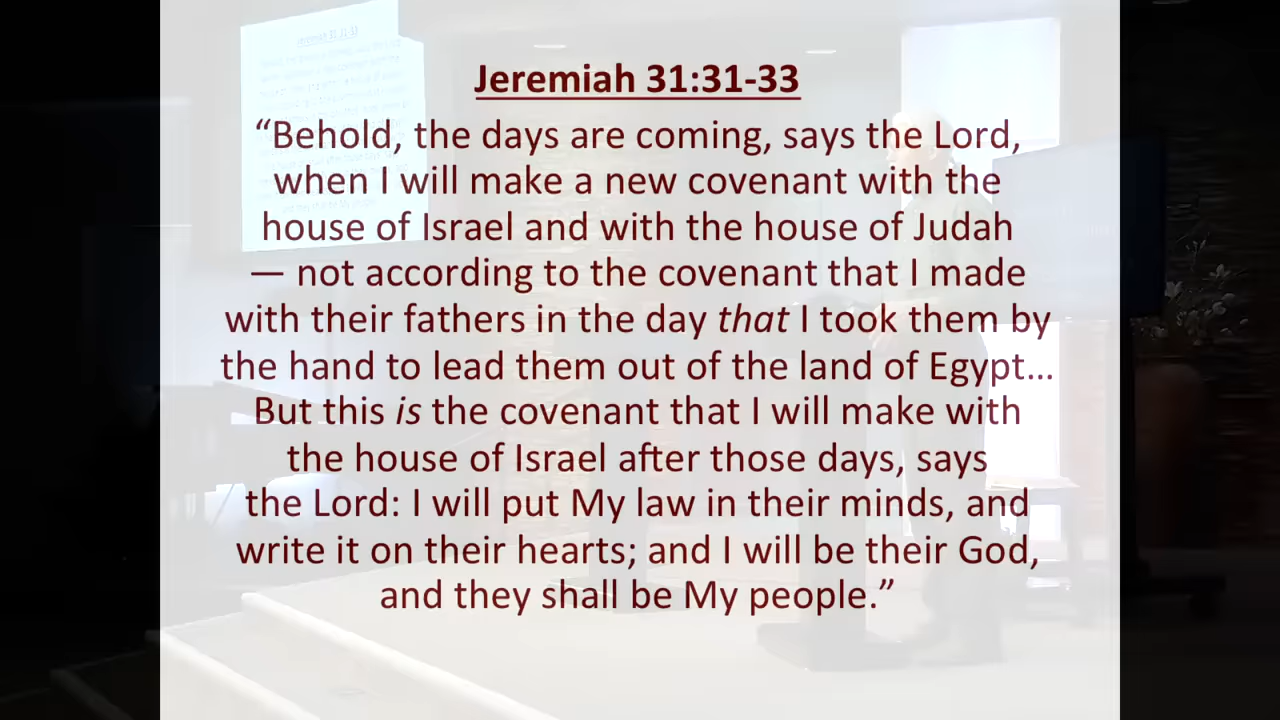 Jeremiah 31:31-33
“Behold, the days are coming, says the Lord,
when I will make a new covenant with the
house of Israel and with the house of Judah
— not according to the covenant that I made
with their fathers in the day that I took them by
the hand to lead them out of the land of Egypt…
But this is the covenant that I will make with
the house of Israel after those days, says
the Lord: I will put My law in their minds, and
write it on their hearts; and I will be their God,
and they shall be My people.”